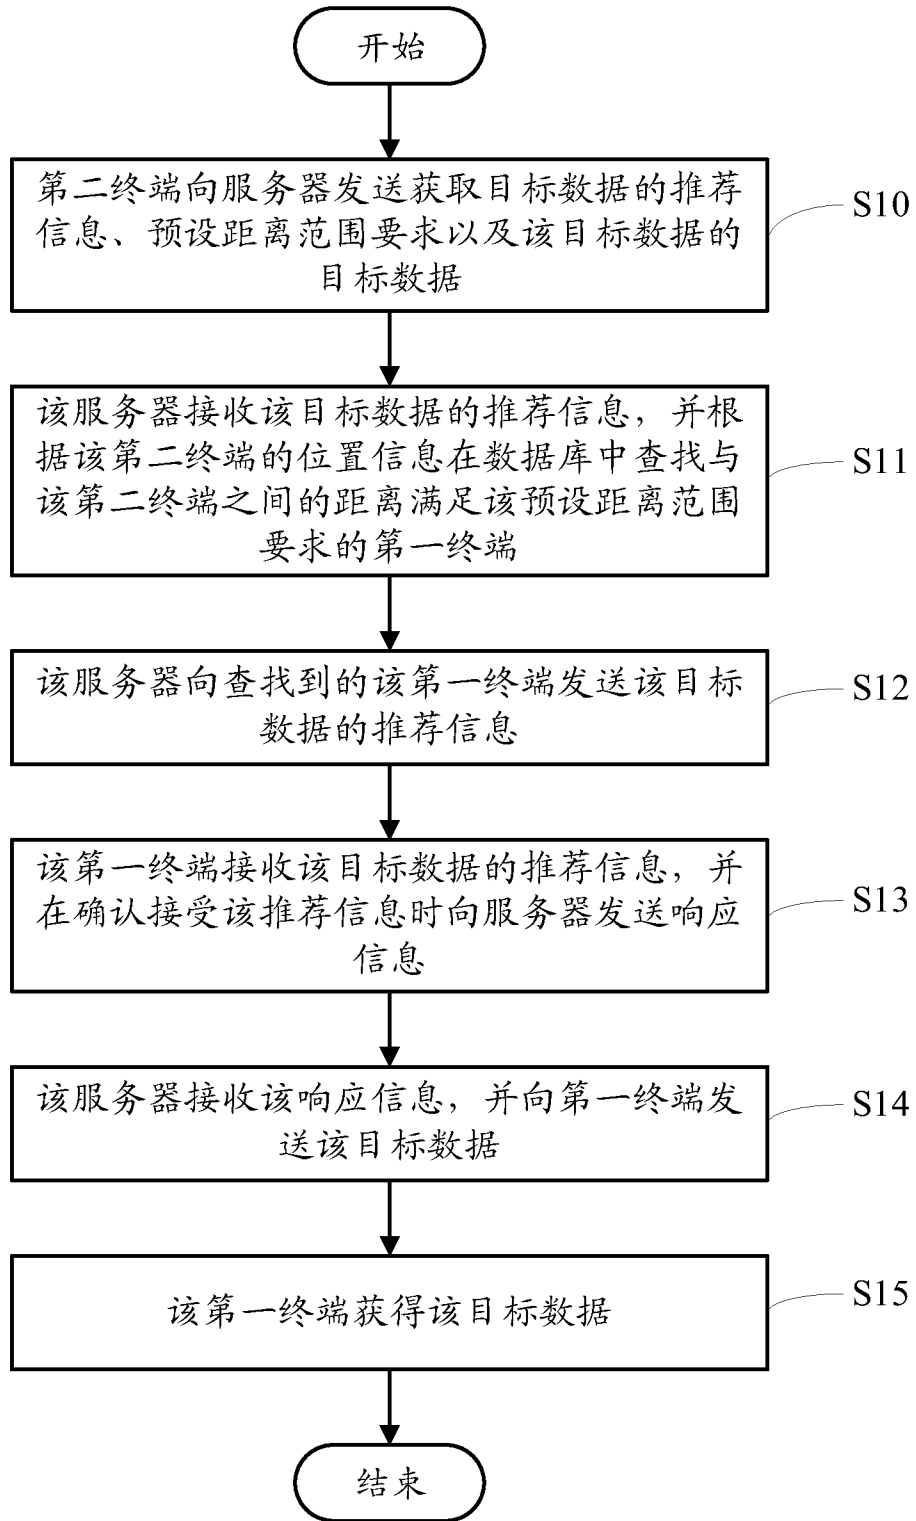 开始
第二终端向服务器发送获取目标数据的推荐
信息、预设距离范围要求以及该目标数据的
目标数据
S10
该服务器接收该目标数据的推荐信息，并根
据该第二终端的位置信息在数据库中查找与
该第二终端之间的距离满足该预设距离范围
要求的第一终端
S11
该服务器向查找到的该第一终端发送该目标
数据的推荐信息
S12
该第一终端接收该目标数据的推荐信息，并
在确认接受该推荐信息时向服务器发送响应
信息
S13
该服务器接收该响应信息，并向第一终端发
送该目标数据
S14
该第一终端获得该目标数据
S15
结束